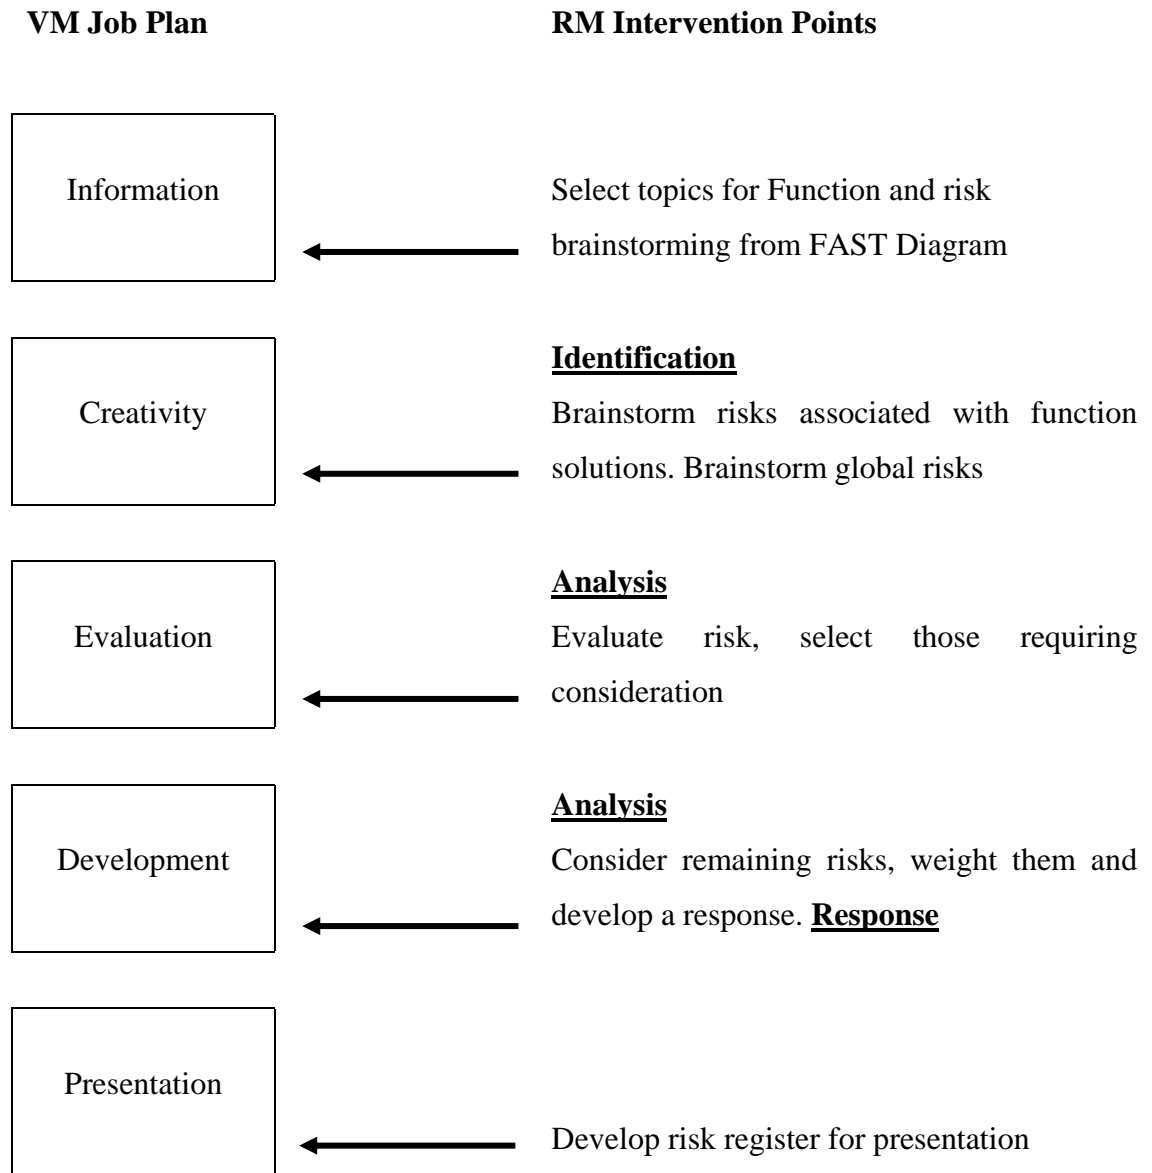 VM Job Plan RM Intervention Points
Information
Select topics for Function and risk
brainstorming from FAST Diagram
Identification
Creativity
Brainstorm risks associated with function
solutions. Brainstorm global risks
Analysis
Evaluation
Evaluate risk, select those requiring
consideration
Analysis
Development
Consider remaining risks, weight them and
develop a response. Response
Presentation
Develop risk register for presentation